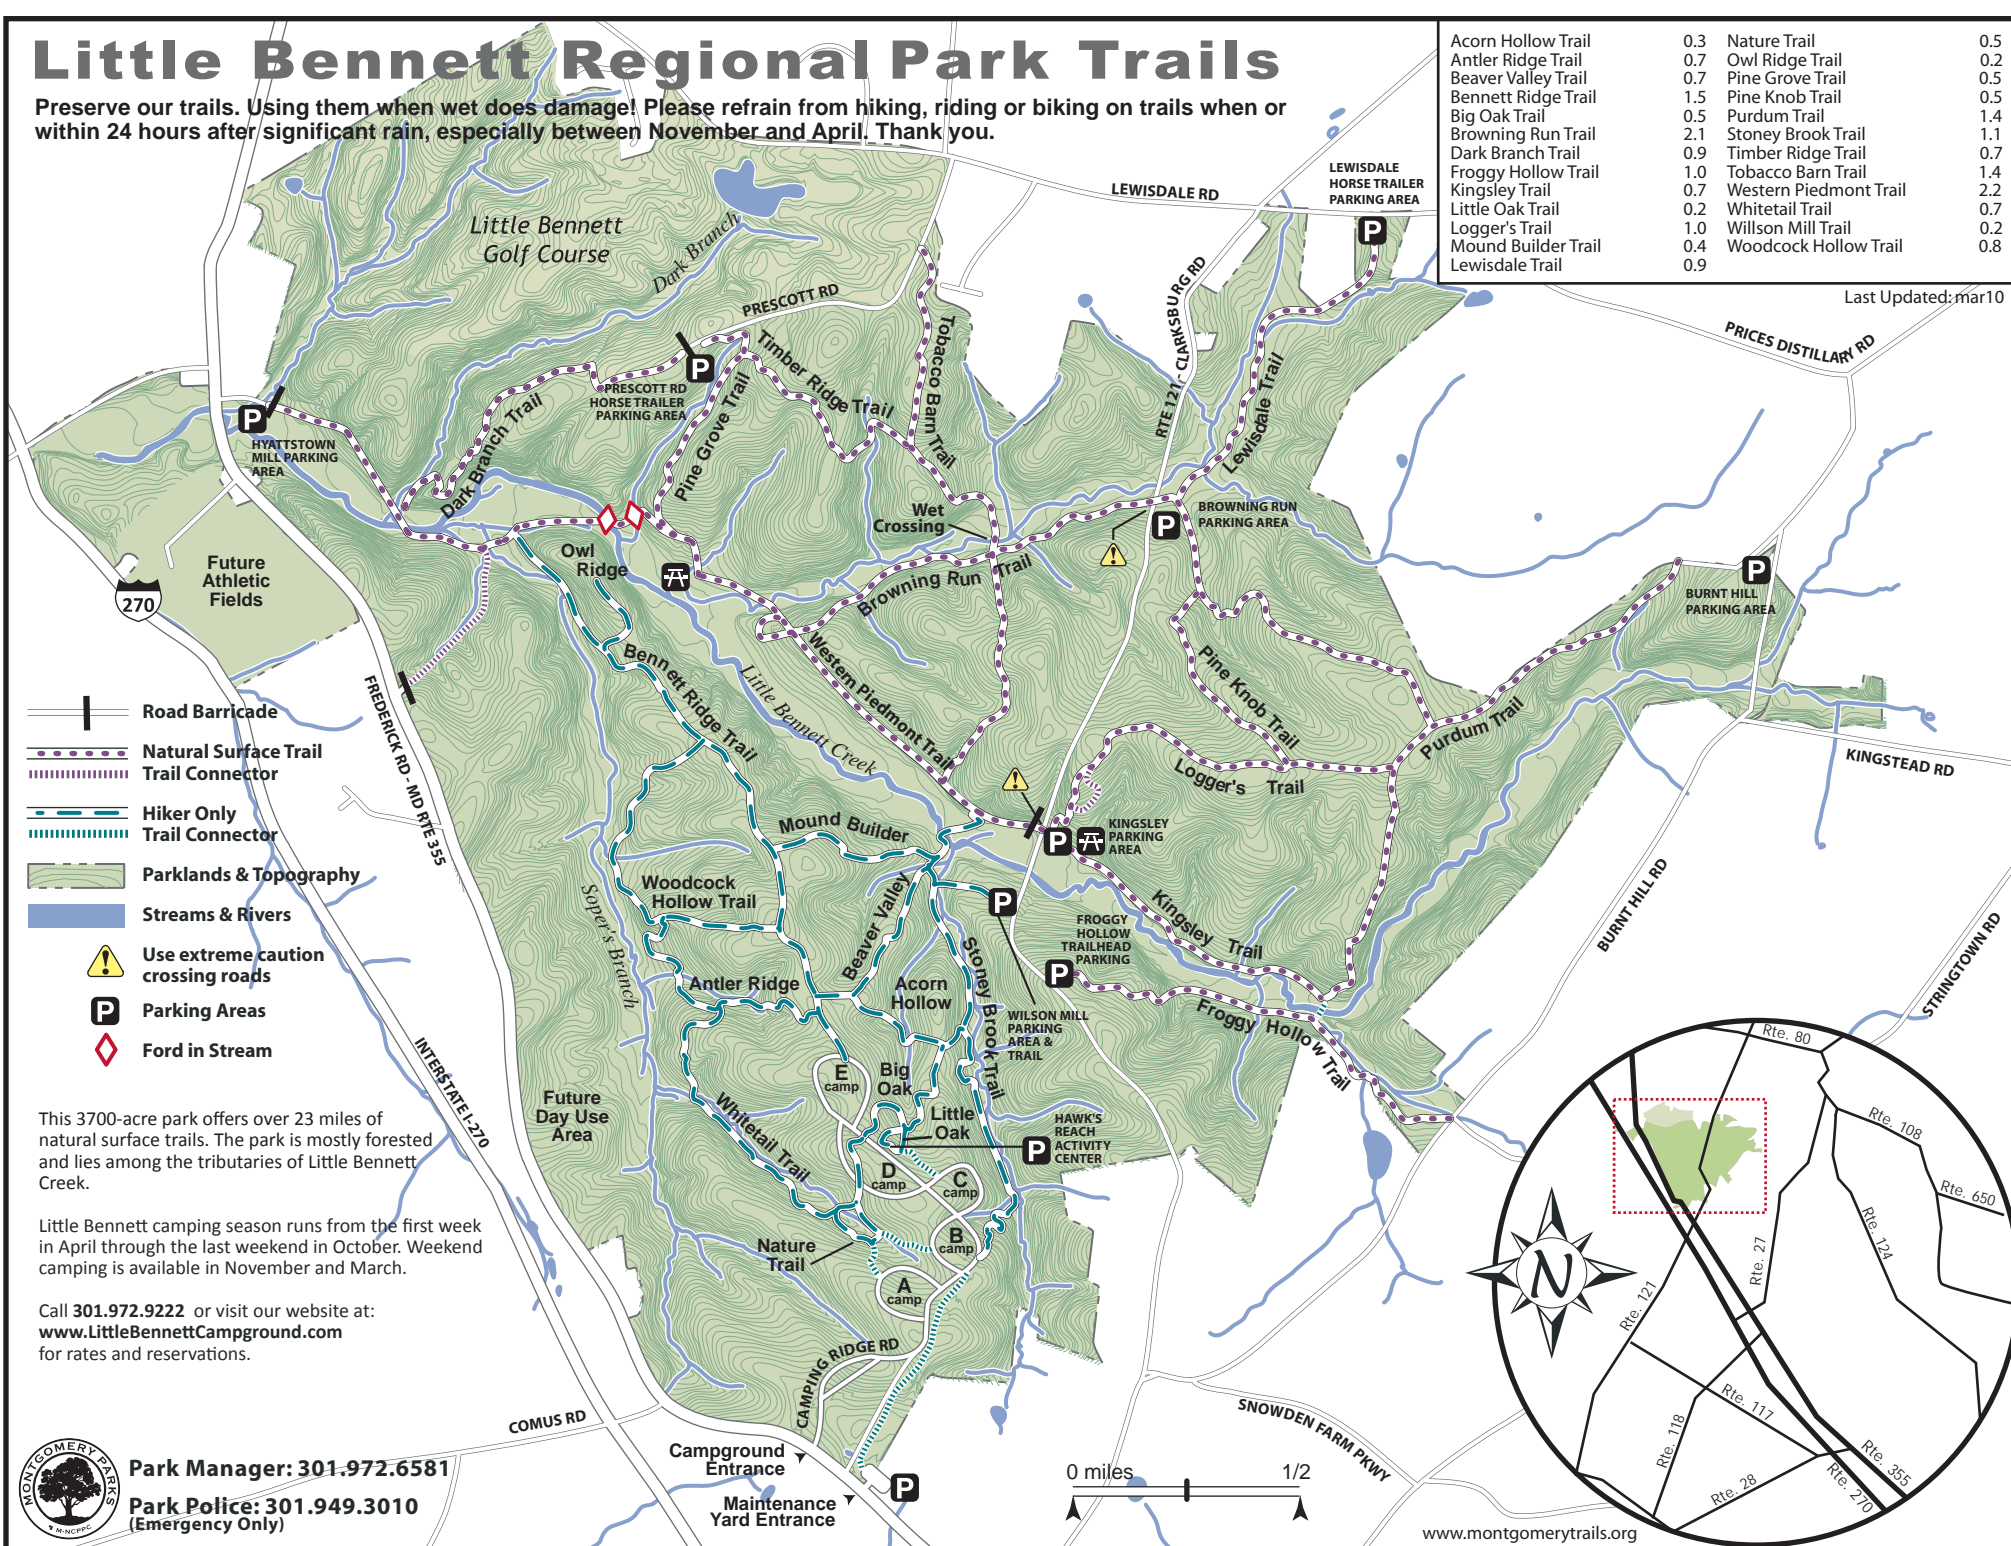 Little Bennett Regional Park Trails
Preserve our trails. Using them when wet does damage! Please refrain from hiking, riding or biking on trails when or
within 24 hours after significant rain, especially between November and April. Thank you.
Acorn Hollow Trail 0.3 Nature Trail 0.5
Antler Ridge Trail 0.7 Owl Ridge Trail 0.2
Beaver Valley Trail 0.7 Pine Grove Trail 0.5
Bennett Ridge Trail 1.5 Pine Knob Trail 0.5
Big Oak Trail 0.5 Purdum Trail 1.4
Browning Run Trail 2.1 Stoney Brook Trail 1.1
Dark Branch Trail 0.9 Timber Ridge Trail 0.7
Froggy Hollow Trail 1.0 Tobacco Barn Trail 1.4
Kingsley Trail 0.7 Western Piedmont Trail 2.2
Little Oak Trail 0.2 Whitetail Trail 0.7
Logger's Trail 1.0 Willson Mill Trail 0.2
Mound Builder Trail 0.4 Woodcock Hollow Trail 0.8
Lewisdale Trail 0.9
Last Updated: mar10
LEWISDALE
HORSE TRAILER
PARKING AREA
P
LEWISDALE RD
Little Bennett
Golf Course
Dark Branch
PRESCOTT RD
RTE 121 - CLARKSBURG RD
PRICES DISTILLARY RD
Tobacco Barn Trail
Timber Ridge Trail
P
PRESCOTT RD
HORSE TRAILER
PARKING AREA
Dark Branch Trail
Pine Grove Trail
Lewisdale Trail
P
HYATTSTOWN
MILL PARKING
AREA
Wet
Crossing
BROWNING RUN
PARKING AREA
P
Owl
Ridge
Future
Athletic
Fields
270
Browning Run Trail
P
BURNT HILL
PARKING AREA
Bennett Ridge Trail
Western Piedmont Trail
Little Bennett Creek
Pine Knob Trail
Logger's Trail
Purdum Trail
KINGSTEAD RD
FREDERICK RD - MD RTE 355
Road Barricade
Natural Surface Trail
Trail Connector
Hiker Only
Trail Connector
Parklands & Topography
Streams & Rivers
Use extreme caution
crossing roads
P
Parking Areas
Ford in Stream
Mound Builder
P
KINGSLEY
PARKING
AREA
Woodcock
Hollow Trail
Soper's Branch
Beaver Valley
P
Kingsley Trail
FROGGY
HOLLOW
TRAILHEAD
PARKING
P
BURNT HILL RD
STRINGTOWN RD
Antler Ridge
Acorn
Hollow
Stoney Brook Trail
WILSON MILL
PARKING
AREA &
TRAIL
Froggy Hollow Trail
INTERSTATE I-270
Future
Day Use
Area
E
camp
Big
Oak
Little
Oak
Whitetail Trail
P
HAWK'S
REACH
ACTIVITY
CENTER
D
camp
C
camp
B
camp
A
camp
Nature
Trail
CAMPING RIDGE RD
This 3700-acre park offers over 23 miles of
natural surface trails. The park is mostly forested
and lies among the tributaries of Little Bennett
Creek.
Little Bennett camping season runs from the first week
in April through the last weekend in October. Weekend
camping is available in November and March.
Call 301.972.9222 or visit our website at:
www.LittleBennettCampground.com
for rates and reservations.
COMUS RD
SNOWDEN FARM PKWY
Campground
Entrance
Maintenance
Yard Entrance
P
MONTGOMERY PARKS
M-NCPPC
Park Manager: 301.972.6581
Park Police: 301.949.3010
(Emergency Only)
0 miles 1/2
www.montgomerytrails.org
N
Rte. 80
Rte. 108
Rte. 650
Rte. 124
Rte. 27
Rte. 121
Rte. 117
Rte. 118
Rte. 28
Rte. 355
Rte. 270